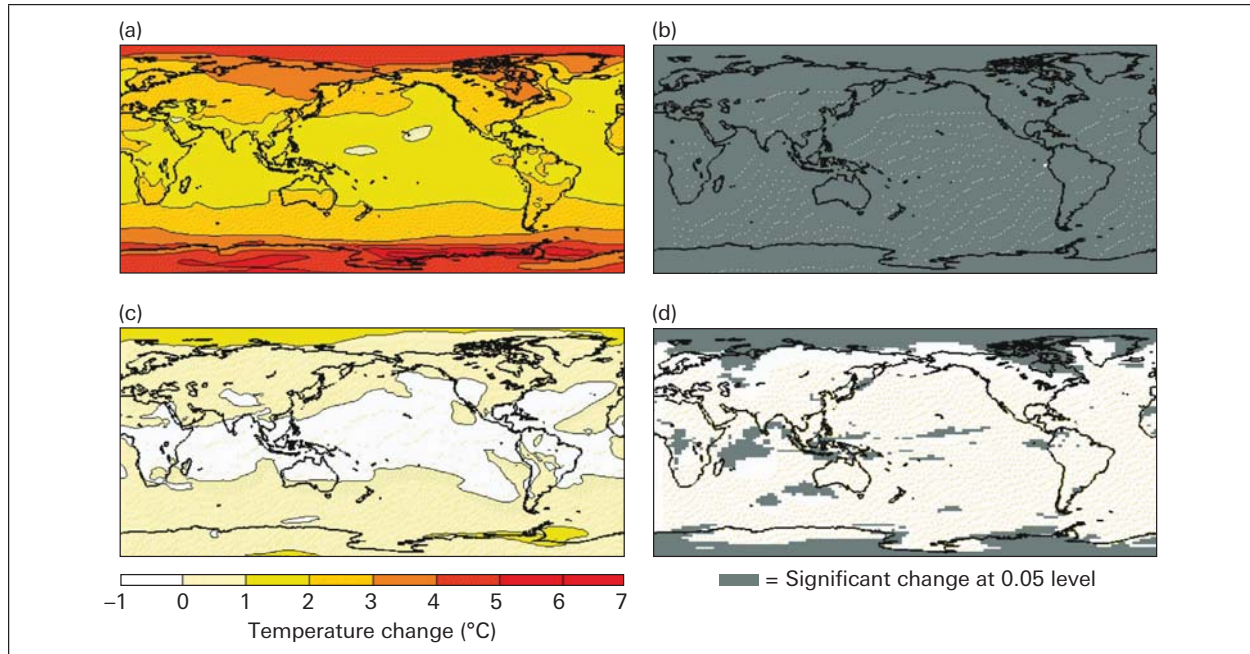 (a)
(b)
(c)
(d)
–1 0 1 2 3 4 5 6 7
Temperature change (°C)
= Significant change at 0.05 level